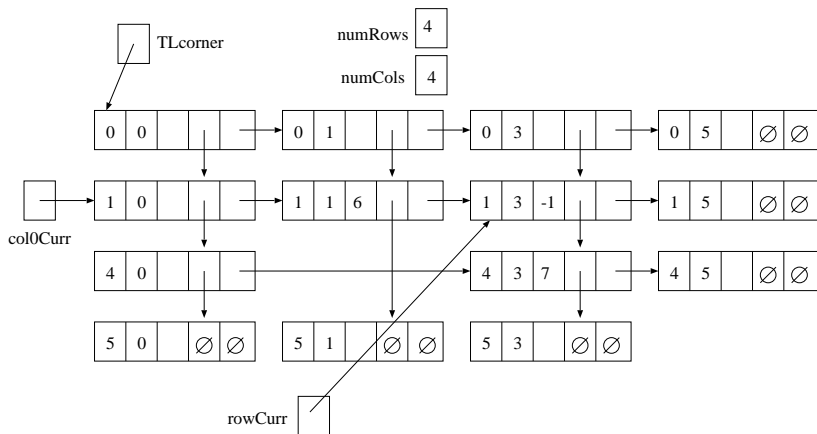 TLcorner
numRows 4
numCols 4
0 0 0 1 0 3 0 5 ∅ ∅
col0Curr
1 0 1 1 6 1 3 -1 1 5 ∅ ∅
4 0 4 3 7 4 5 ∅ ∅
5 0 ∅ ∅ 5 1 ∅ ∅ 5 3 ∅ ∅
rowCurr